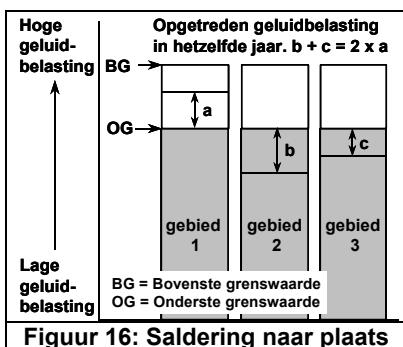 Hoge
geluid-
belasting
Opgetreden geluidbelasting
in hetzelfde jaar. b + c = 2 x a
BG
a
OG
b
c
gebied
1
gebied
2
gebied
3
Lage
geluid-
belasting
BG = Bovenste grenswaarde
OG = Onderste grenswaarde
Figuur 16: Saldering naar plaats